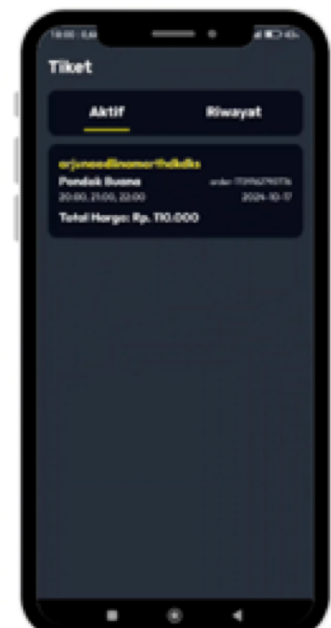 Tiket
Aktif Riwayat
Pondok Buana
20:00, 21:00, 22:00 2024-10-17
Total Harga: Rp. 110.000